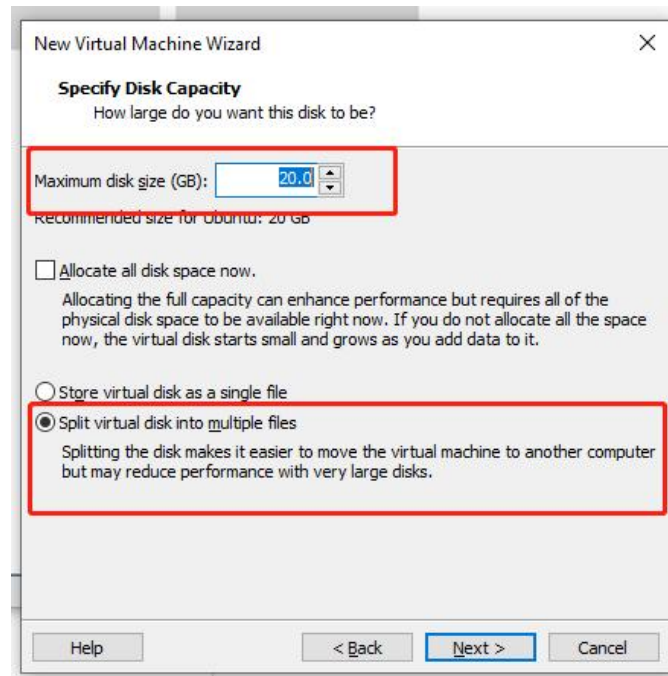 New Virtual Machine Wizard
Specify Disk Capacity
How large do you want this disk to be?
Maximum disk size (GB): 20.0
Recommended size for Ubuntu: 20 GB
Allocate all disk space now.
Allocating the full capacity can enhance performance but requires all of the
physical disk space to be available right now. If you do not allocate all the space
now, the virtual disk starts small and grows as you add data to it.
Store virtual disk as a single file
Split virtual disk into multiple files
Splitting the disk makes it easier to move the virtual machine to another computer
but may reduce performance with very large disks.
Help < Back Next > Cancel